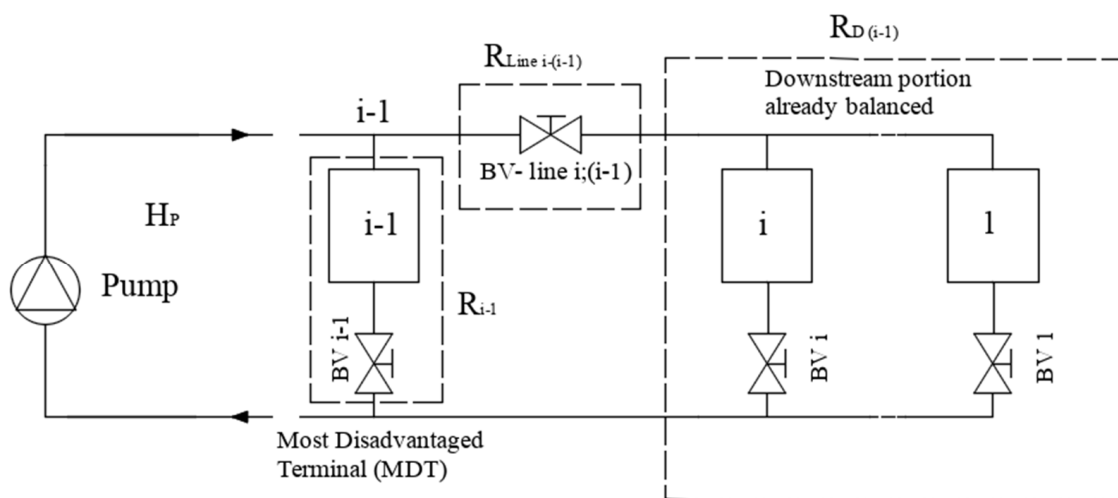 RD (i-1)
RLine i-(i-1)
Downstream portion
already balanced
i-1
BV- line i;(i-1)
HP
i-1
i
1
Pump
Ri-1
BV i-1
BV i
BV 1
Most Disadvantaged
Terminal (MDT)